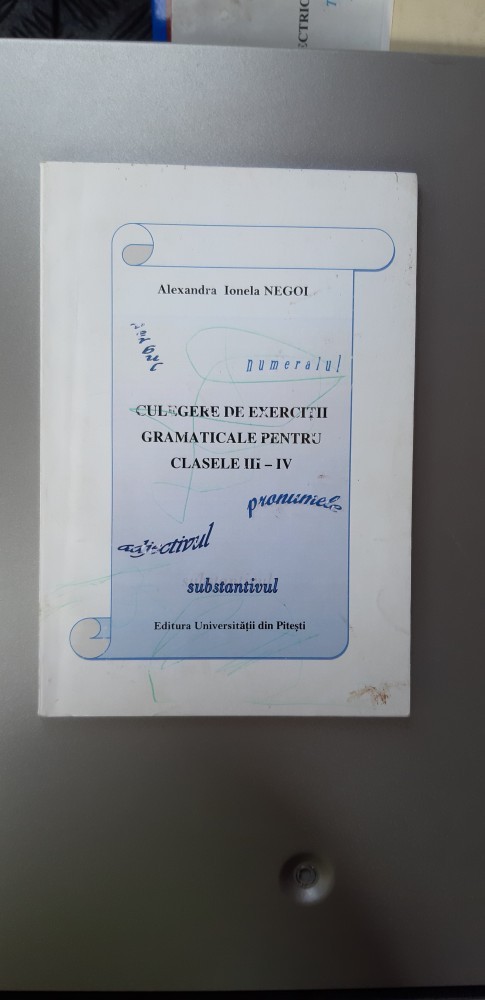 ECTRIC
Alexandra Ionela NEGOI
numeralul
CULEGERE DE EXERCIȚII
GRAMATICALE PENTRU
CLASELE III – IV
pronumele
adjectivul
substantivul
Editura Universității din Pitești